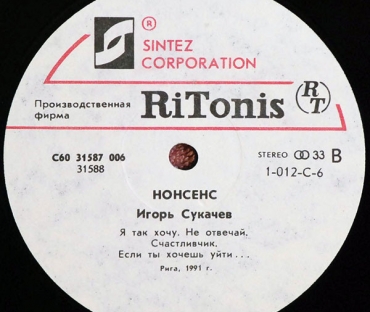 ®
SINTEZ
CORPORATION
Производственная
фирма
RiTonis
RT
С60 31587 006
31588
STEREO 33 В
1-012-С-6
НОНСЕНС
Игорь Сукачев
Я так хочу. Не отвечай.
Счастливчик.
Если ты хочешь уйти...
Рига, 1991 г.